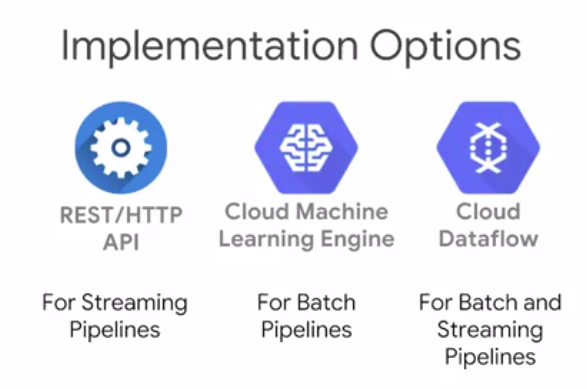 Implementation Options
REST/HTTP
API
Cloud Machine
Learning Engine
Cloud
Dataflow
For Streaming
Pipelines
For Batch
Pipelines
For Batch and
Streaming
Pipelines